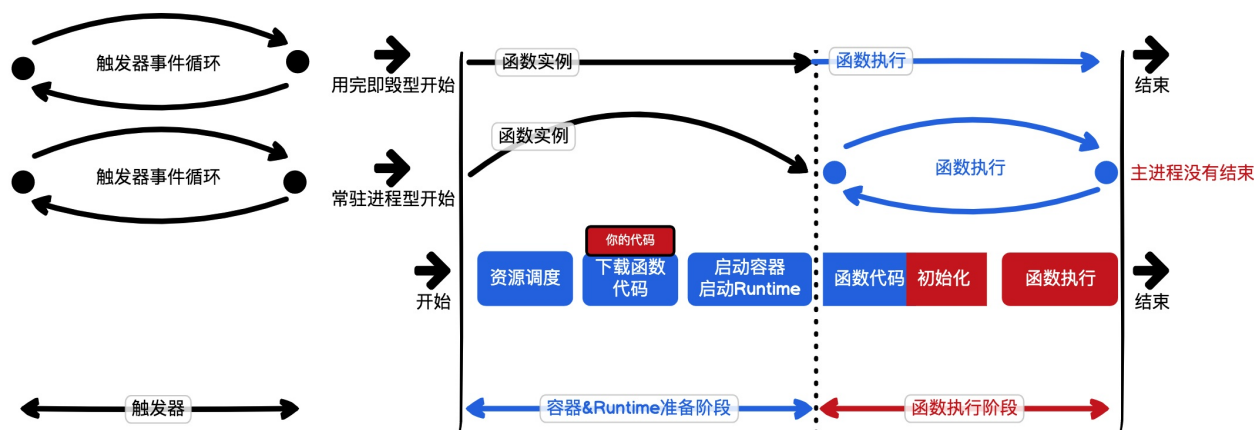 触发器事件循环
用完即毁型开始
函数实例
函数执行
结束
触发器事件循环
常驻进程型开始
函数实例
函数执行
主进程没有结束
开始
资源调度
你的代码
下载函数
代码
启动容器
启动Runtime
函数代码
初始化
函数执行
结束
触发器
容器&Runtime准备阶段
函数执行阶段